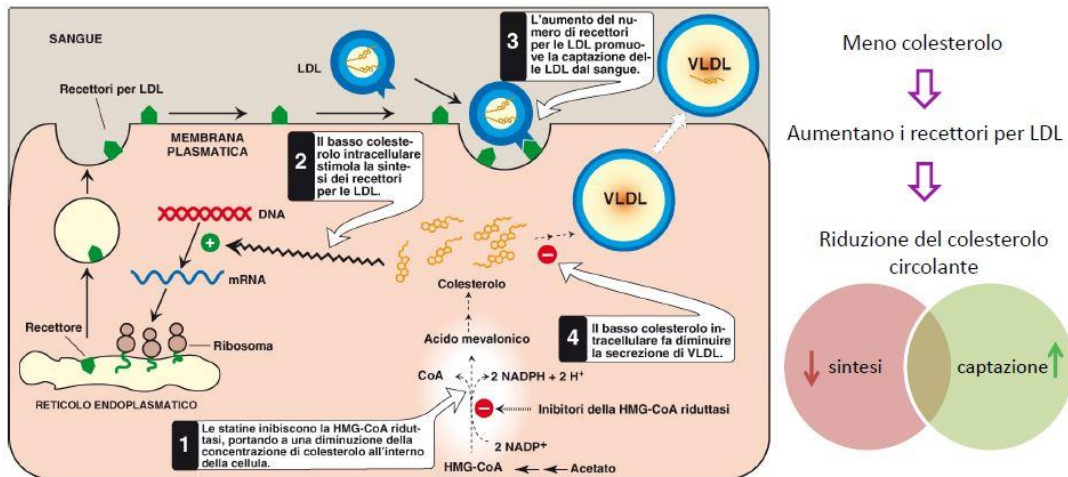 SANGUE
Recettori per LDL
LDL
3
L'aumento del nu-
mero di recettori
per le LDL promuo-
ve la captazione del-
le LDL dal sangue.
VLDL
MEMBRANA
PLASMATICA
2
Il basso coleste-
rolo intracellulare
stimola la sinte-
si dei recettori
per le LDL.
VLDL
DNA
+
mRNA
−
Colesterolo
Recettore
Ribosoma
RETICOLO ENDOPLASMATICO
Acido mevalonico
4
Il basso colesterolo in-
tracellulare fa diminuire
la secrezione di VLDL.
CoA
2 NADPH + 2 H⁺
−
Inibitori della HMG-CoA riduttasi
1
Le statine inibiscono la HMG-CoA ridut-
tasi, portando a una diminuzione della
concentrazione di colesterolo all'interno
della cellula.
2 NADP⁺
HMG-CoA
Acetato
Meno colesterolo
Aumentano i recettori per LDL
Riduzione del colesterolo
circolante
sintesi
captazione